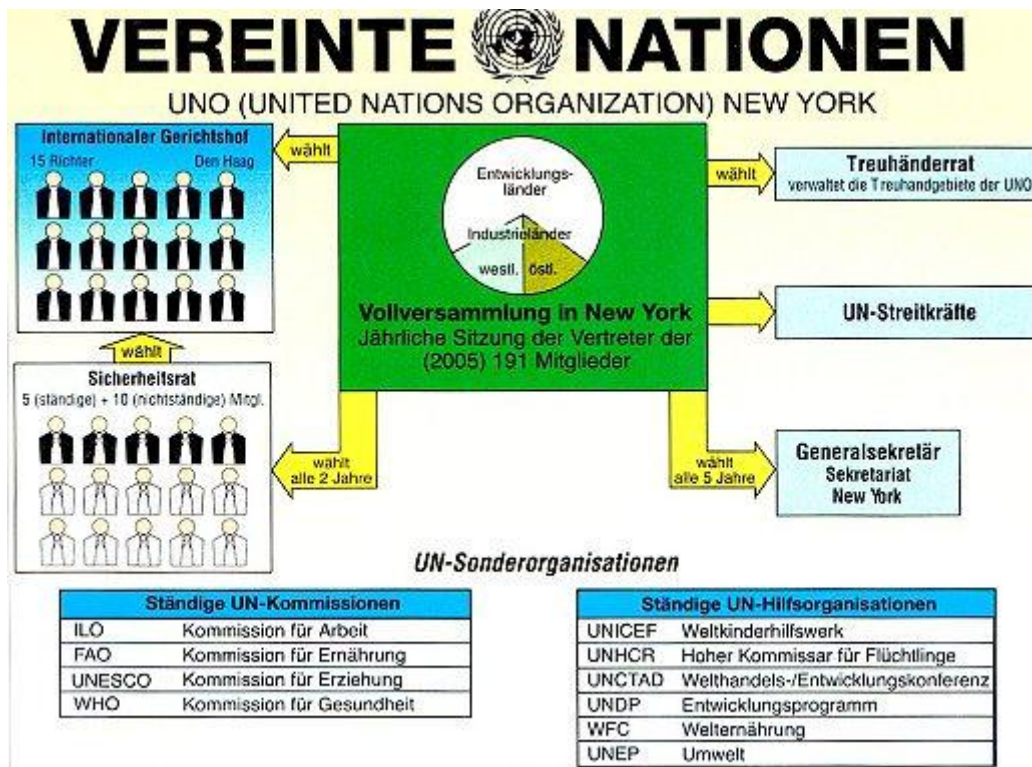 VEREINTE NATIONEN
UNO (UNITED NATIONS ORGANIZATION) NEW YORK
Internationaler Gerichtshof
15 Richter Den Haag
wählt
Entwicklungs-
länder
Industrieländer
westl. östl.
Vollversammlung in New York
Jährliche Sitzung der Vertreter der
(2005) 191 Mitglieder
wählt
Treuhänderrat
verwaltet die Treuhandgebiete der UNO
UN-Streitkräfte
wählt
Sicherheitsrat
5 (ständige) + 10 (nichtständige) Mitgl.
wählt
alle 2 Jahre
wählt
alle 5 Jahre
Generalsekretär
Sekretariat
New York
UN-Sonderorganisationen
Ständige UN-Kommissionen
ILO Kommission für Arbeit
FAO Kommission für Ernährung
UNESCO Kommission für Erziehung
WHO Kommission für Gesundheit
Ständige UN-Hilfsorganisationen
UNICEF Weltkinderhilfswerk
UNHCR Hoher Kommissar für Flüchtlinge
UNCTAD Welthandels-/Entwicklungskonferenz
UNDP Entwicklungsprogramm
WFC Welternährung
UNEP Umwelt